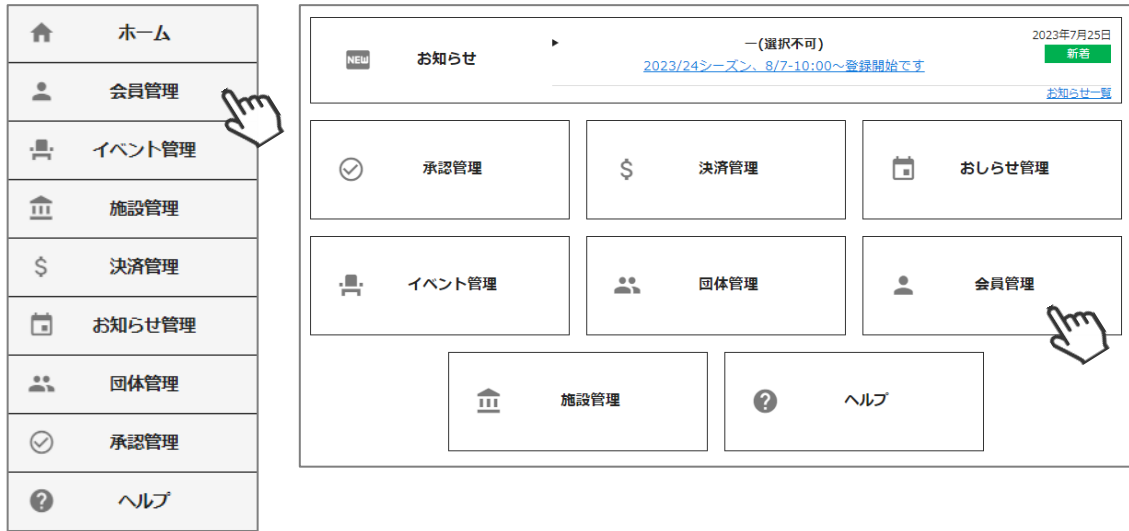 ホーム
会員管理
イベント管理
施設管理
決済管理
お知らせ管理
団体管理
承認管理
ヘルプ
NEW
お知らせ
ー(選択不可)
2023/24シーズン、8/7-10:00～登録開始です
2023年7月25日
新着
お知らせ一覧
承認管理
決済管理
おしらせ管理
イベント管理
団体管理
会員管理
施設管理
ヘルプ